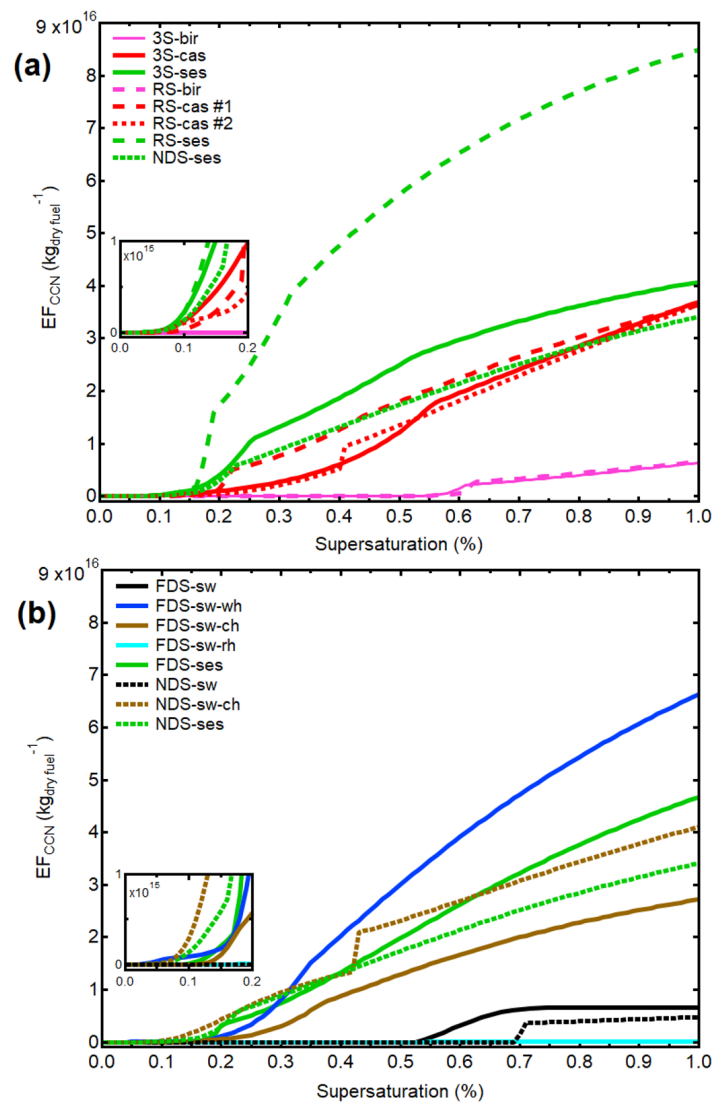 9 x10^16
(a)
3S-bir
3S-cas
3S-ses
RS-bir
RS-cas #1
RS-cas #2
RS-ses
NDS-ses
EF_CCN (kg_dry fuel^-1)
8
7
6
5
4
3
2
1
0
1
x10^15
0
0.0 0.1 0.2
0.0 0.1 0.2 0.3 0.4 0.5 0.6 0.7 0.8 0.9 1.0
Supersaturation (%)
9 x10^16
(b)
FDS-sw
FDS-sw-wh
FDS-sw-ch
FDS-sw-rh
FDS-ses
NDS-sw
NDS-sw-ch
NDS-ses
EF_CCN (kg_dry fuel^-1)
8
7
6
5
4
3
2
1
0
1
x10^15
0
0.0 0.1 0.2
0.0 0.1 0.2 0.3 0.4 0.5 0.6 0.7 0.8 0.9 1.0
Supersaturation (%)